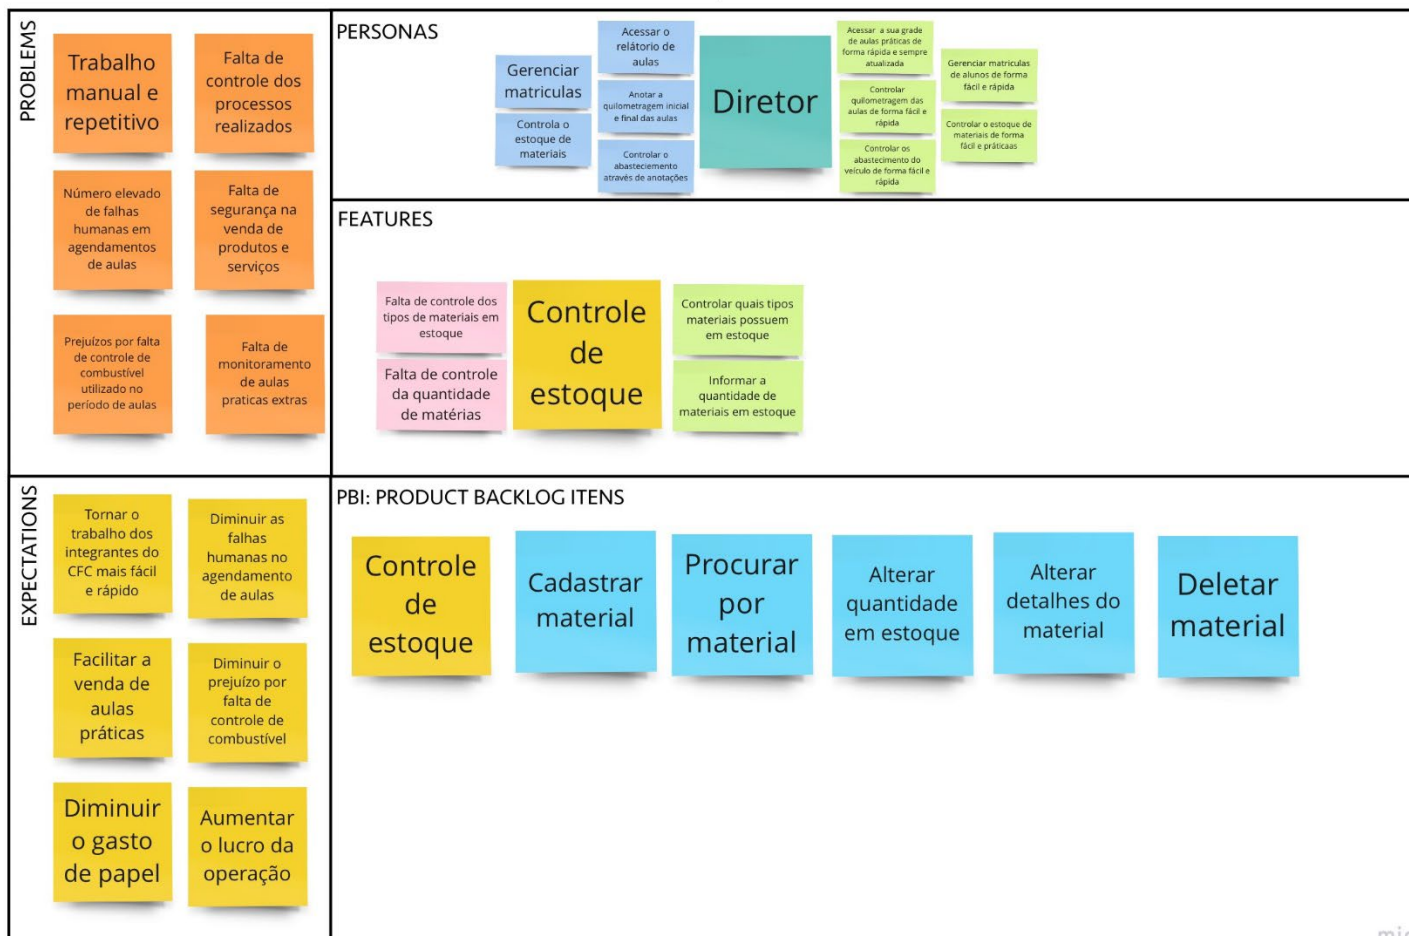 PROBLEMS
Trabalho
manual e
repetitivo
Falta de
controle dos
processos
realizados
Número elevado
de falhas
humanas em
agendamentos
de aulas
Falta de
segurança na
venda de
produtos e
serviços
Prejuízos por falta
de controle de
combustível
utilizado no
período de aulas
Falta de
monitoramento
de aulas
praticas extras
PERSONAS
Gerenciar
matriculas
Controla o
estoque de
materiais
Acessar o
relátorio de
aulas
Anotar a
quilometragem inicial
e final das aulas
Controlar o
abasteciemento
através de anotações
Diretor
Acessar a sua grade
de aulas práticas de
forma rápida e sempre
atualizada
Controlar
quilometragem das
aulas de forma fácil e
rápida
Controlar os
abastecimento do
veículo de forma fácil e
rápida
Gerenciar matriculas
de alunos de forma
fácil e rápida
Controlar o estoque de
materiais de forma
fácil e práticaas
FEATURES
Falta de controle dos
tipos de materiais em
estoque
Falta de controle
da quantidade
de matérias
Controle
de
estoque
Controlar quais tipos
materiais possuem
em estoque
Informar a
quantidade de
materiais em estoque
EXPECTATIONS
Tornar o
trabalho dos
integrantes do
CFC mais fácil
e rápido
Diminuir as
falhas
humanas no
agendamento
de aulas
Facilitar a
venda de
aulas
práticas
Diminuir o
prejuízo por
falta de
controle de
combustível
Diminuir
o gasto
de papel
Aumentar
o lucro da
operação
PBI: PRODUCT BACKLOG ITENS
Controle
de
estoque
Cadastrar
material
Procurar
por
material
Alterar
quantidade
em estoque
Alterar
detalhes do
material
Deletar
material